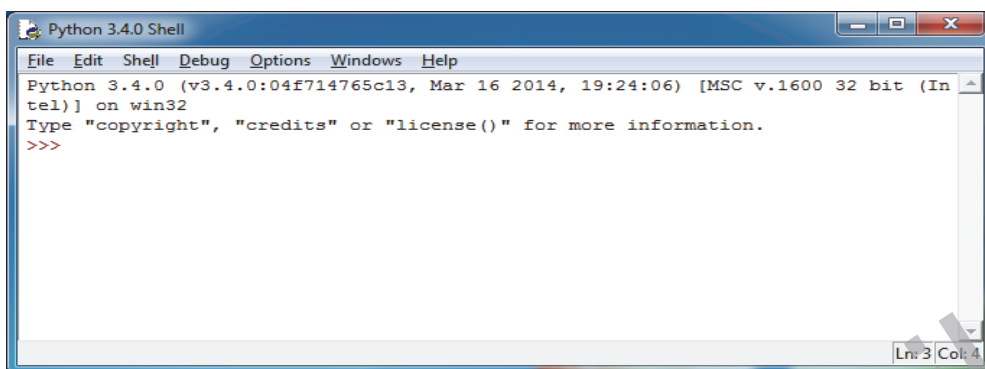 Python 3.4.0 Shell
File Edit Shell Debug Options Windows Help
Python 3.4.0 (v3.4.0:04f714765c13, Mar 16 2014, 19:24:06) [MSC v.1600 32 bit (In
tel)] on win32
Type "copyright", "credits" or "license()" for more information.
>>>
Ln: 3 Col: 4